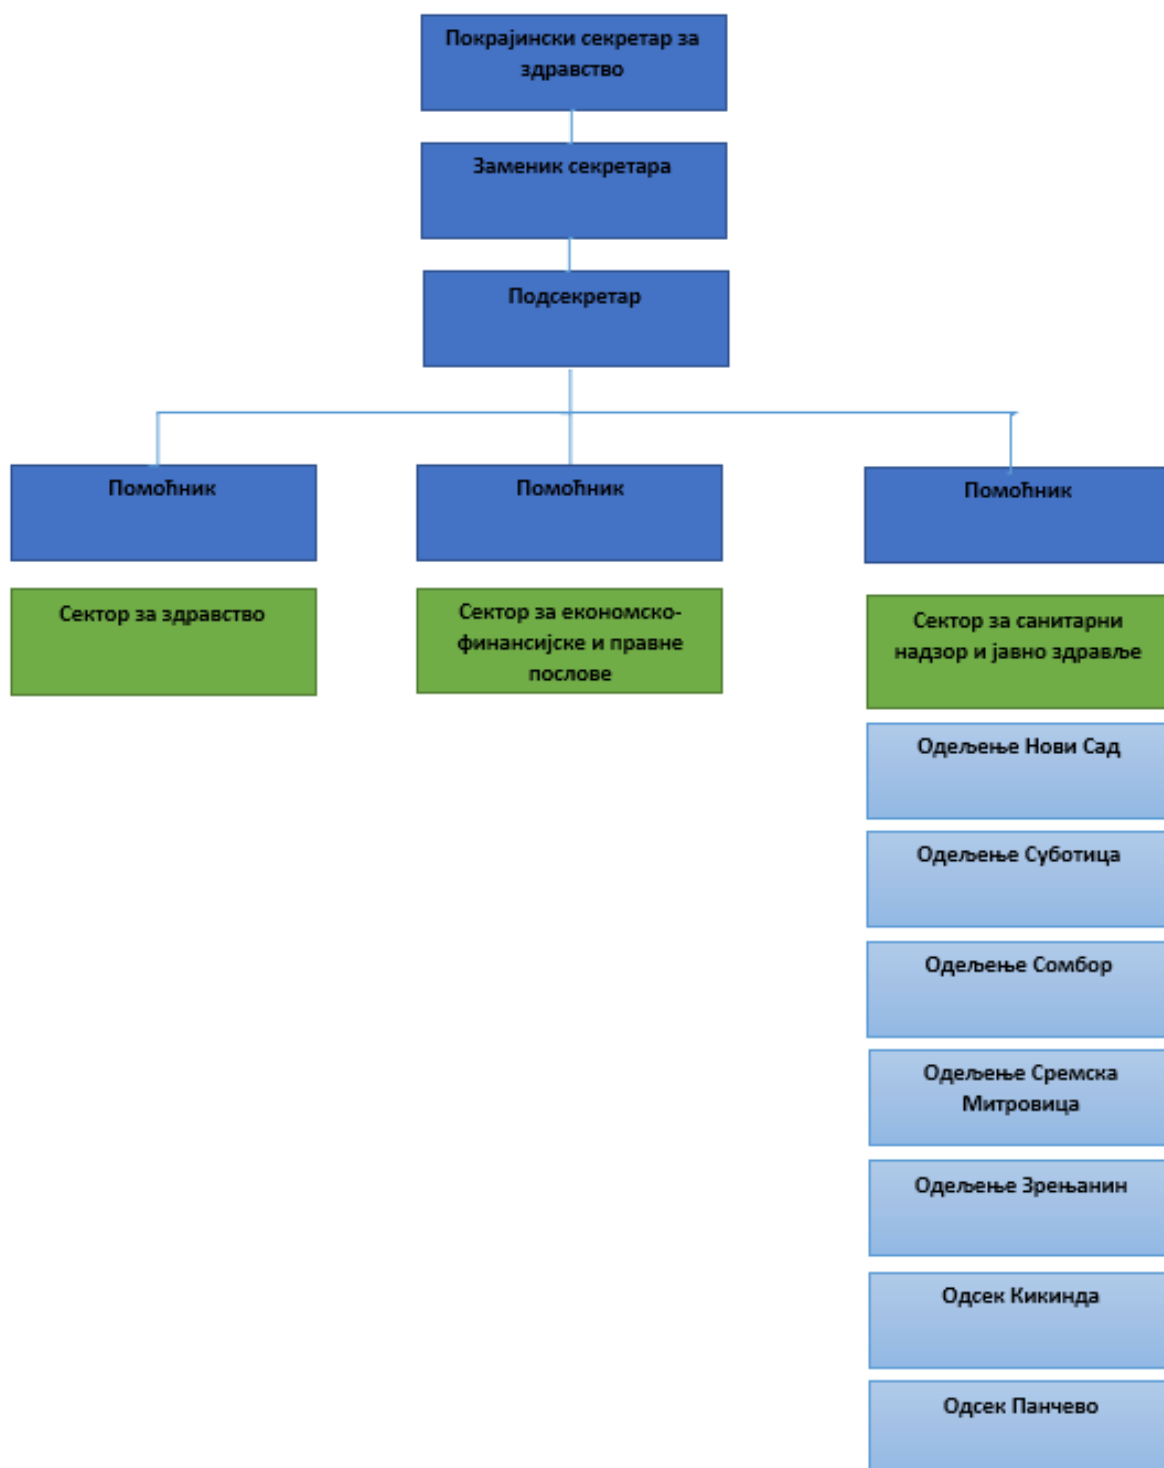 Покрајински секретар за
здравство
Заменик секретара
Подсекретар
Помоћник
Помоћник
Помоћник
Сектор за здравство
Сектор за економско-
финансијске и правне
послове
Сектор за санитарни
надзор и јавно здравље
Одељење Нови Сад
Одељење Суботица
Одељење Сомбор
Одељење Сремска
Митровица
Одељење Зрењанин
Одсек Кикинда
Одсек Панчево